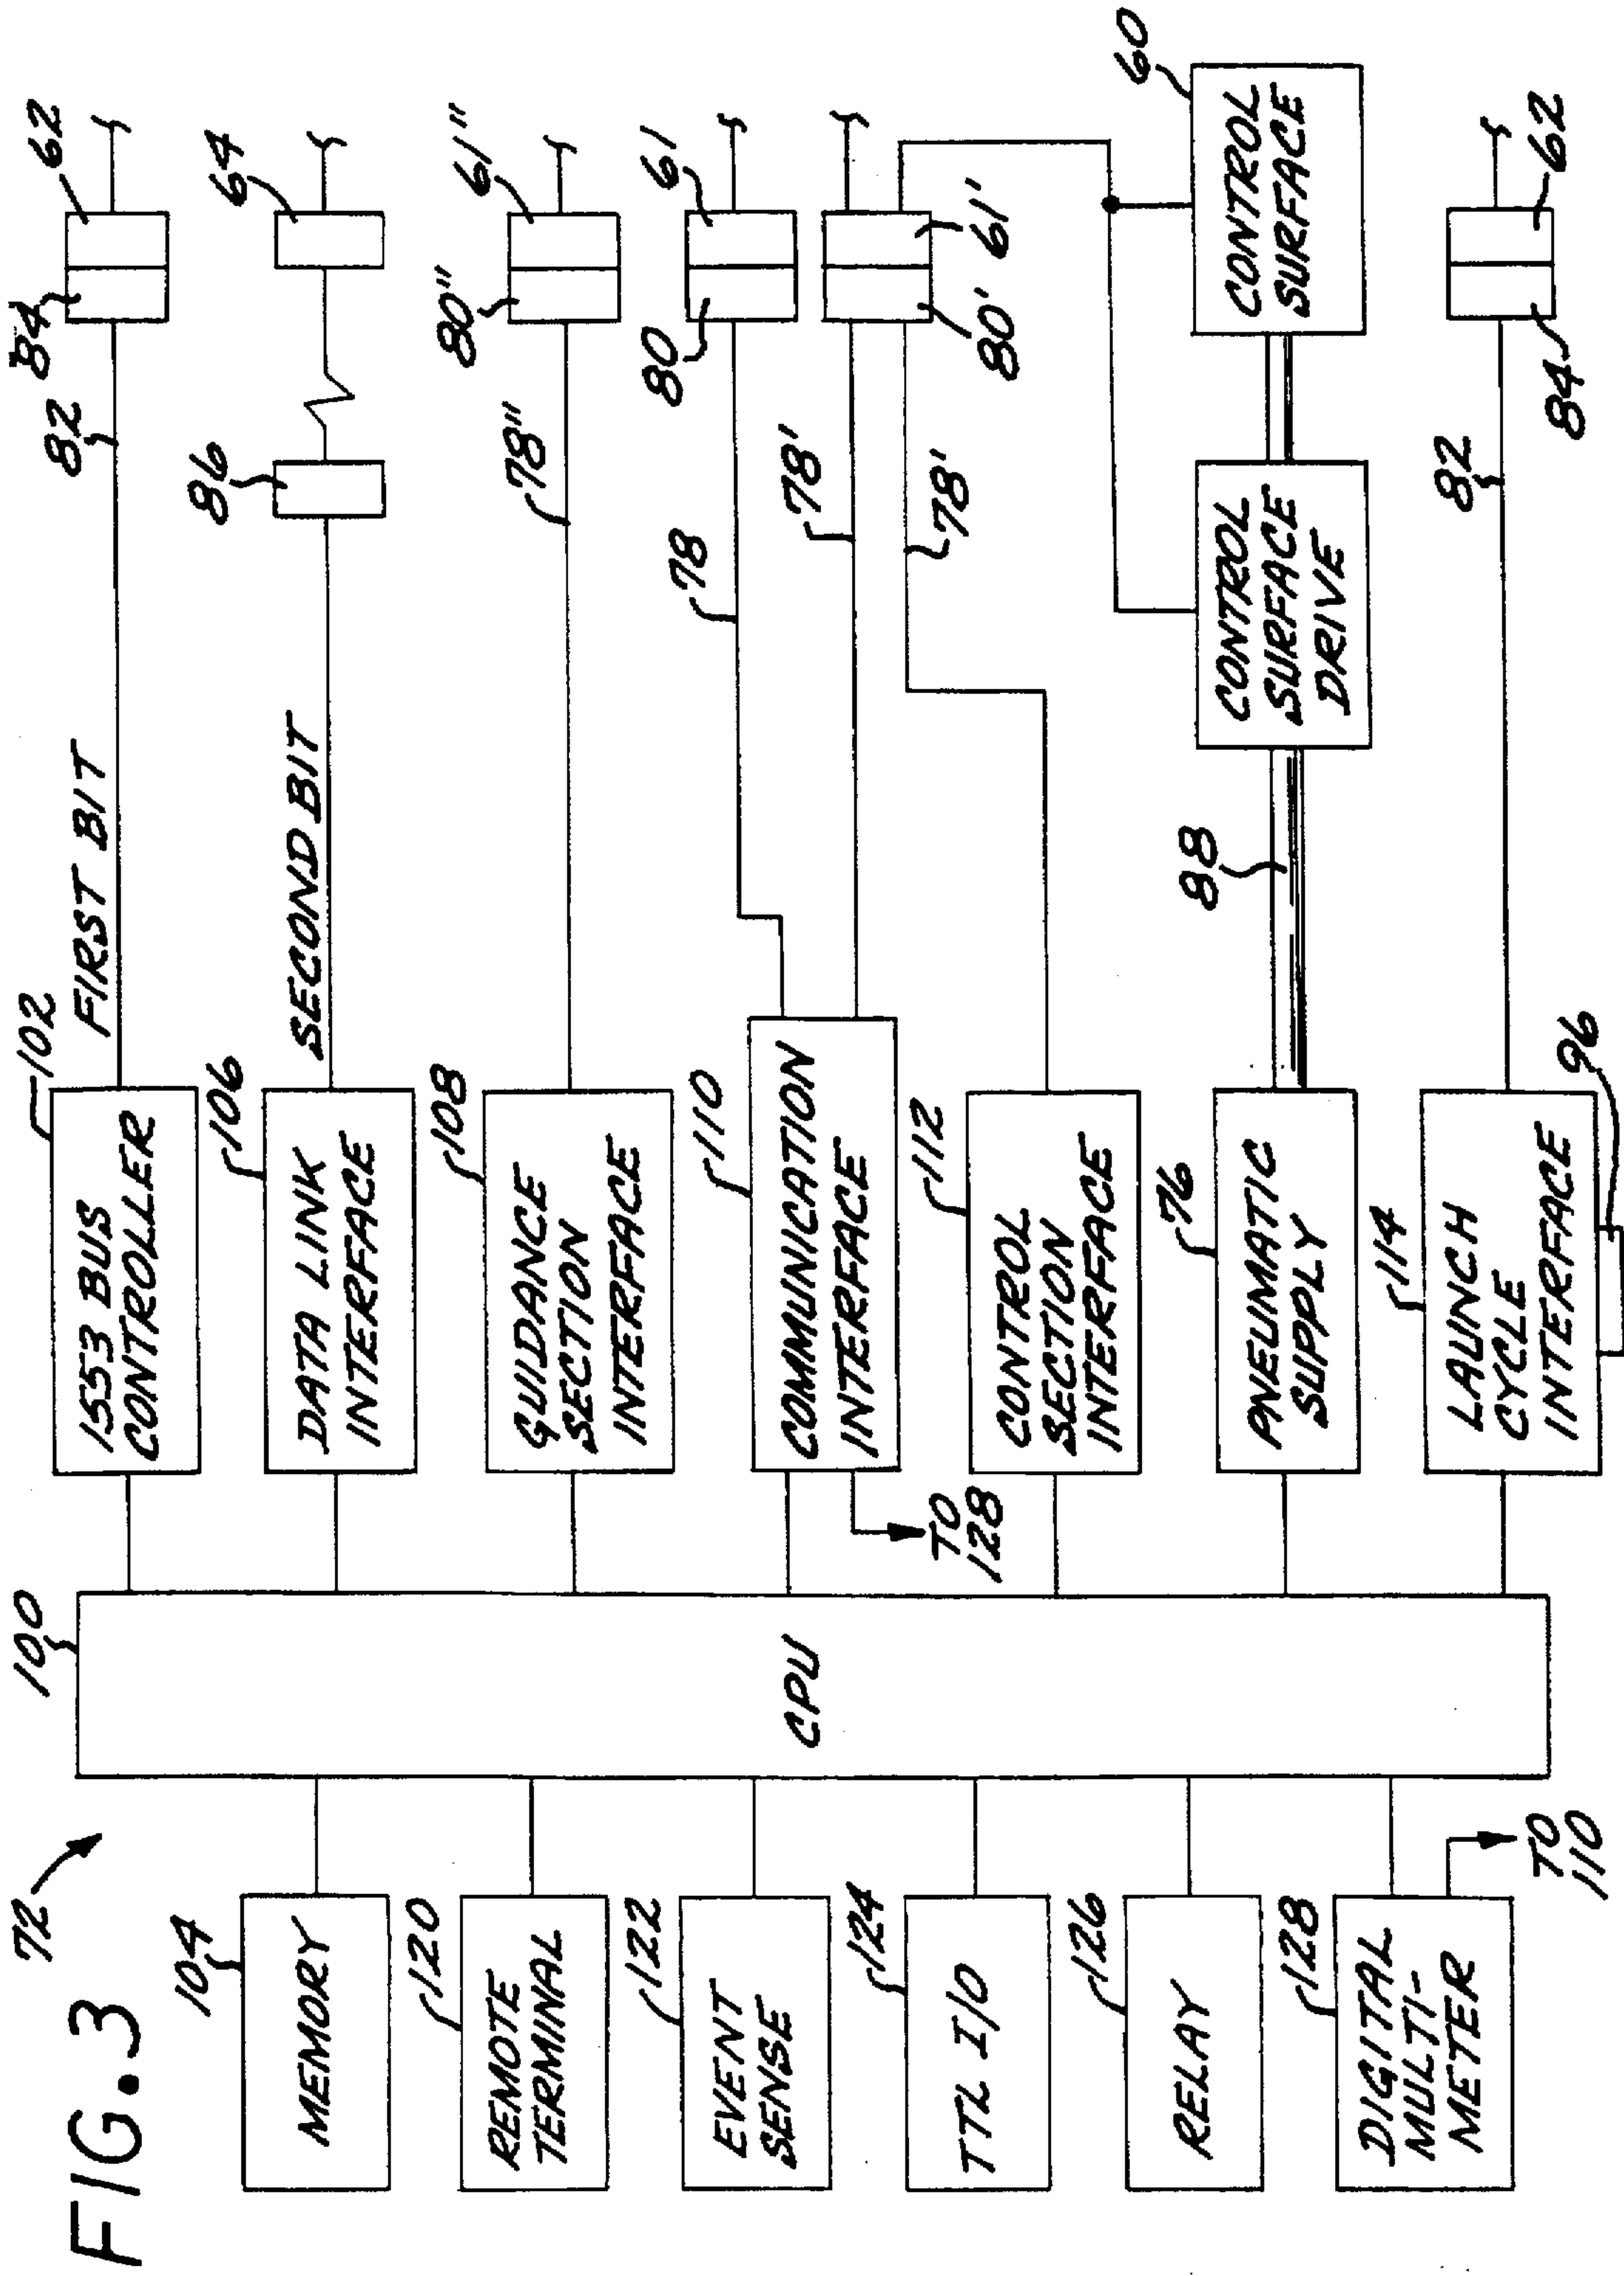 FIG. 3
72
100
104
MEMORY
120
REMOTE
TERMINAL
122
EVENT
SENSE
124
TTL I/O
126
RELAY
128
DIGITAL
MULTI-
METER
TO
110
CPU
102
1553 BUS
CONTROLLER
FIRST BIT
82
84
62
106
DATA LINK
INTERFACE
SECOND BIT
86
64
108
GUIDANCE
SECTION
INTERFACE
78"
80"
61"
110
COMMUNICATION
INTERFACE
TO
128
78
80
61
78'
78'
80'
61'
112
CONTROL
SECTION
INTERFACE
76
PNEUMATIC
SUPPLY
88
CONTROL
SURFACE
DRIVE
60
CONTROL
SURFACE
114
LAUNCH
CYCLE
INTERFACE
96
82
84
62